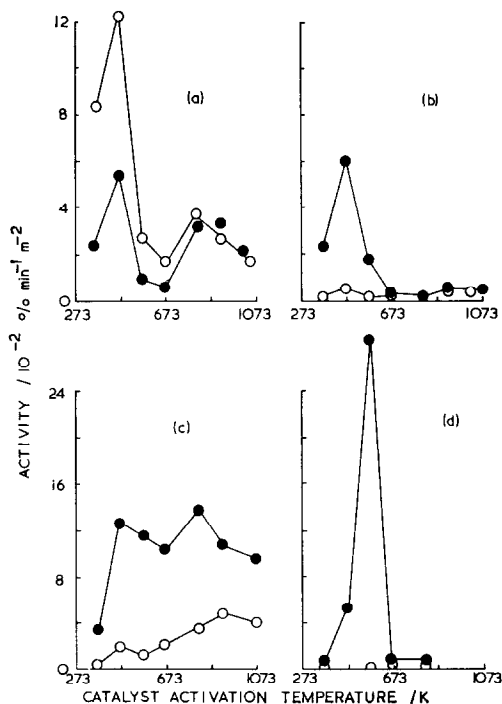 12
8
4
0
(a)
(b)
273 673 1073
273 673 1073
ACTIVITY / 10⁻² % min⁻¹ m⁻²
24
16
8
0
(c)
(d)
273 673 1073
273 673 1073
CATALYST ACTIVATION TEMPERATURE /K